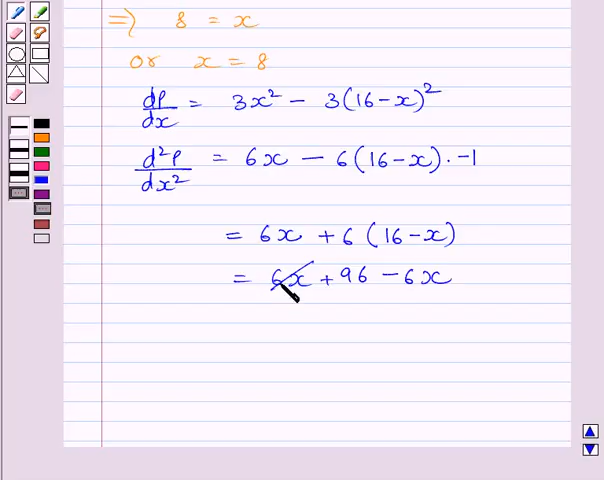 ⇒ 8 = x
or x = 8
dP/dx = 3x² - 3(16-x)²
d²P/dx² = 6x - 6(16-x)·-1
= 6x + 6(16-x)
= 6x + 96 - 6x